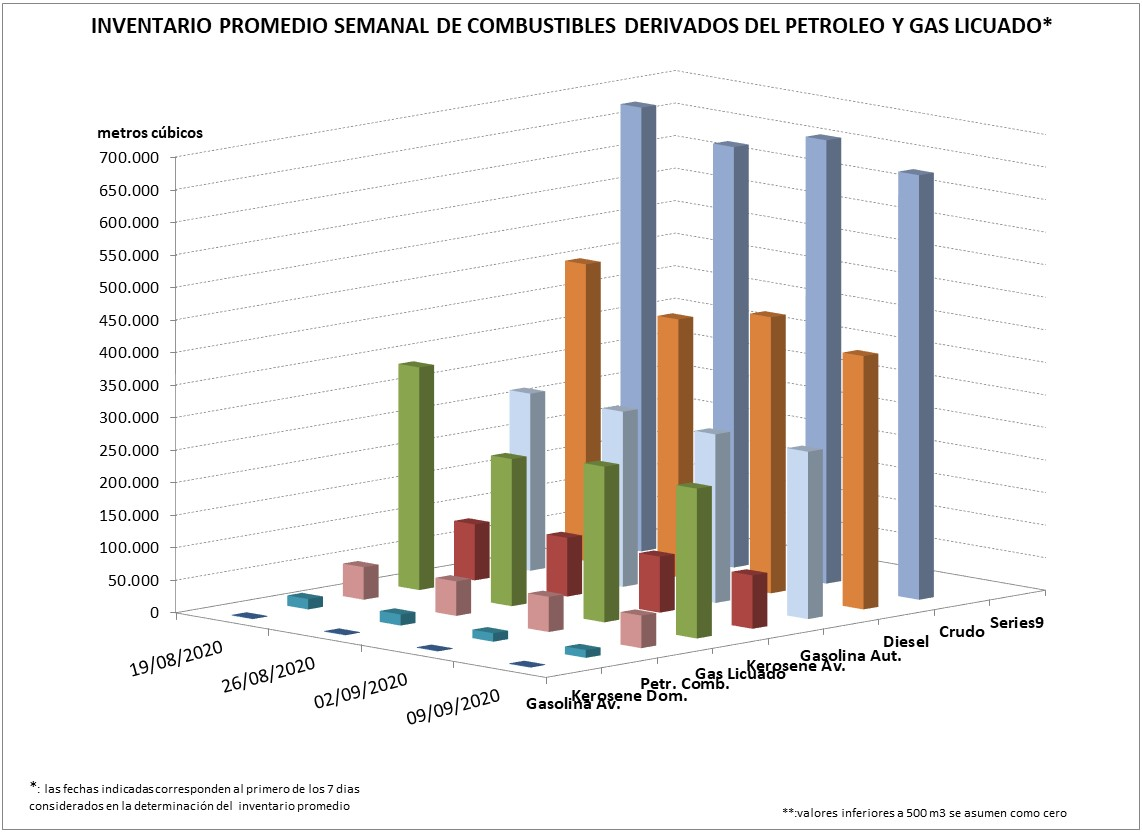 INVENTARIO PROMEDIO SEMANAL DE COMBUSTIBLES DERIVADOS DEL PETROLEO Y GAS LICUADO*
metros cúbicos
700.000
650.000
600.000
550.000
500.000
450.000
400.000
350.000
300.000
250.000
200.000
150.000
100.000
50.000
0
19/08/2020
26/08/2020
02/09/2020
09/09/2020
Gasolina Av.
Kerosene Dom.
Petr. Comb.
Gas Licuado
Kerosene Av.
Gasolina Aut.
Diesel
Crudo
Series9
*: las fechas indicadas corresponden al primero de los 7 dias
considerados en la determinación del inventario promedio
**:valores inferiores a 500 m3 se asumen como cero